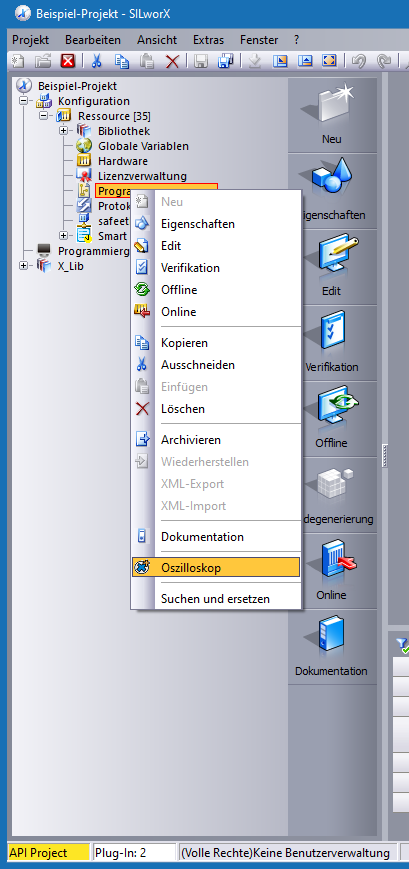 Beispiel-Projekt - SILworX
Projekt Bearbeiten Ansicht Extras Fenster ?
Beispiel-Projekt
Konfiguration
Ressource [35]
Bibliothek
Globale Variablen
Hardware
Lizenzverwaltung
Progra
Protok
safeet
Smart
Programmierg
X_Lib
Neu
Eigenschaften
Edit
Verifikation
Offline
Online
Kopieren
Ausschneiden
Einfügen
Löschen
Archivieren
Wiederherstellen
XML-Export
XML-Import
Dokumentation
Oszilloskop
Suchen und ersetzen
Neu
igenschaften
Edit
Verifikation
Offline
degenerierung
Online
Dokumentation
API Project Plug-In: 2 (Volle Rechte)Keine Benutzerverwaltung